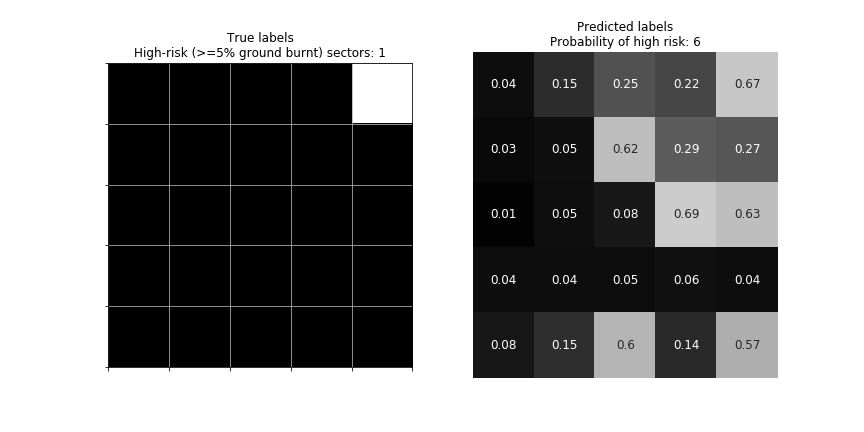 True labels
High-risk (>=5% ground burnt) sectors: 1
Predicted labels
Probability of high risk: 6
0.04 0.15 0.25 0.22 0.67
0.03 0.05 0.62 0.29 0.27
0.01 0.05 0.08 0.69 0.63
0.04 0.04 0.05 0.06 0.04
0.08 0.15 0.6 0.14 0.57